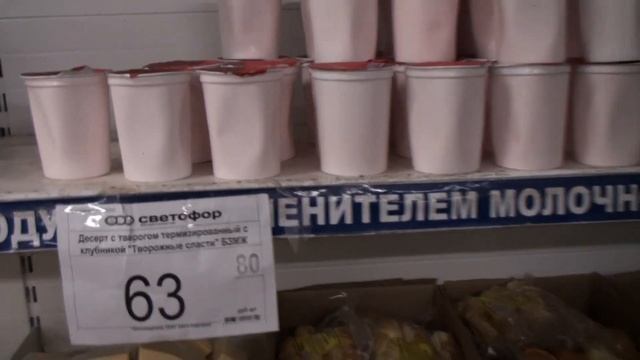 ОДУ ЕНИТЕЛЕМ МОЛОЧН
светофор
Десерт с творогом термизированный с
клубникой "Творожные сласти" БЗМЖ
63 80